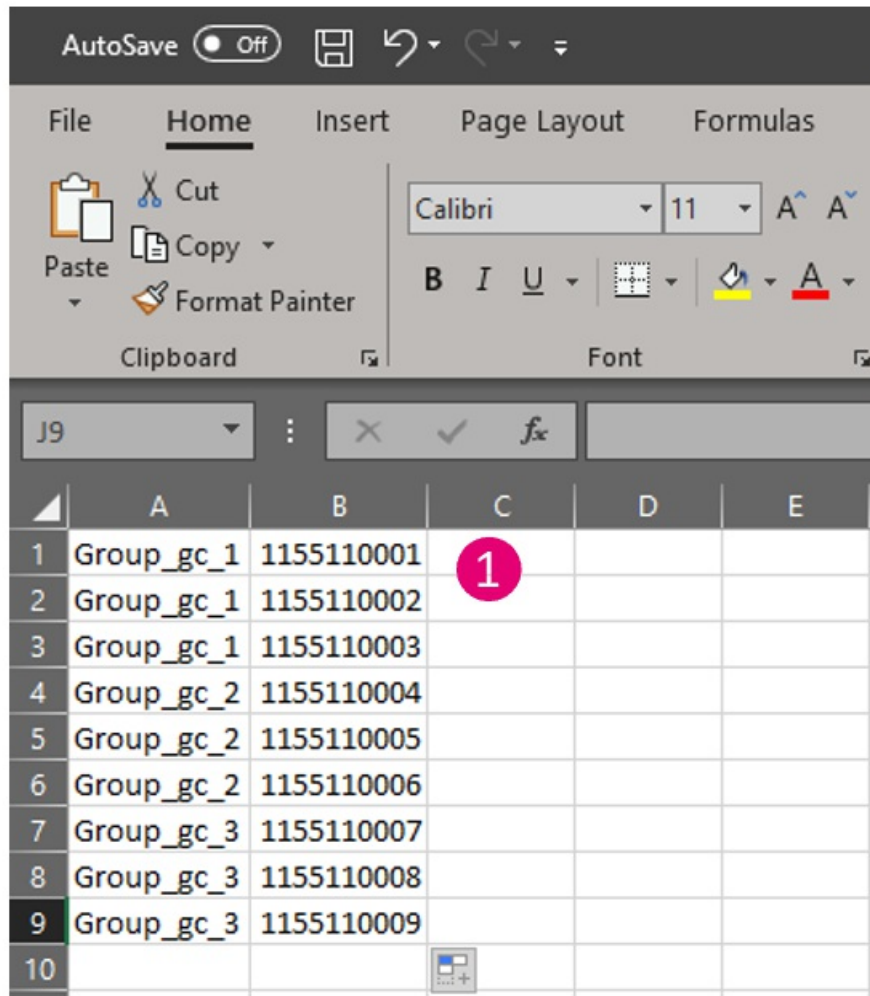 AutoSave Off
File Home Insert Page Layout Formulas
Cut
Copy
Paste
Format Painter
Clipboard
Calibri 11 A A
B I U A
Font
J9 fx
A B C D E
1 Group_gc_1 1155110001
1
2 Group_gc_1 1155110002
3 Group_gc_1 1155110003
4 Group_gc_2 1155110004
5 Group_gc_2 1155110005
6 Group_gc_2 1155110006
7 Group_gc_3 1155110007
8 Group_gc_3 1155110008
9 Group_gc_3 1155110009
10